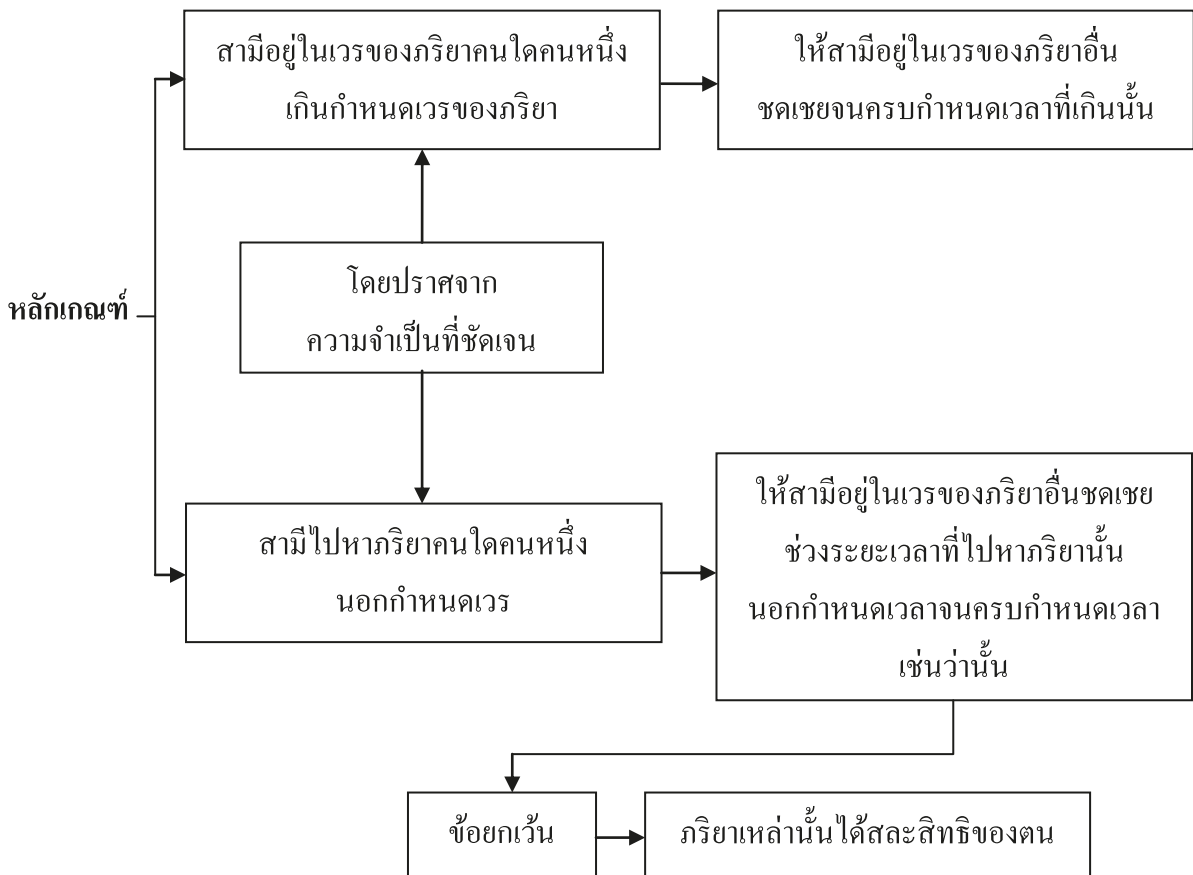 สามีอยู่ในเวรของภริยาคนใดคนหนึ่ง
เกินกำหนดเวรของภริยา
ให้สามีอยู่ในเวรของภริยาอื่น
ชดเชยจนครบกำหนดเวลาที่เกินนั้น
หลักเกณฑ์
โดยปราศจาก
ความจำเป็นที่ชัดเจน
สามีไปหาภริยาคนใดคนหนึ่ง
นอกกำหนดเวร
ให้สามีอยู่ในเวรของภริยาอื่นชดเชย
ช่วงระยะเวลาที่ไปหาภริยานั้น
นอกกำหนดเวลาจนครบกำหนดเวลา
เช่นว่านั้น
ข้อยกเว้น
ภริยาเหล่านั้นได้สละสิทธิของตน